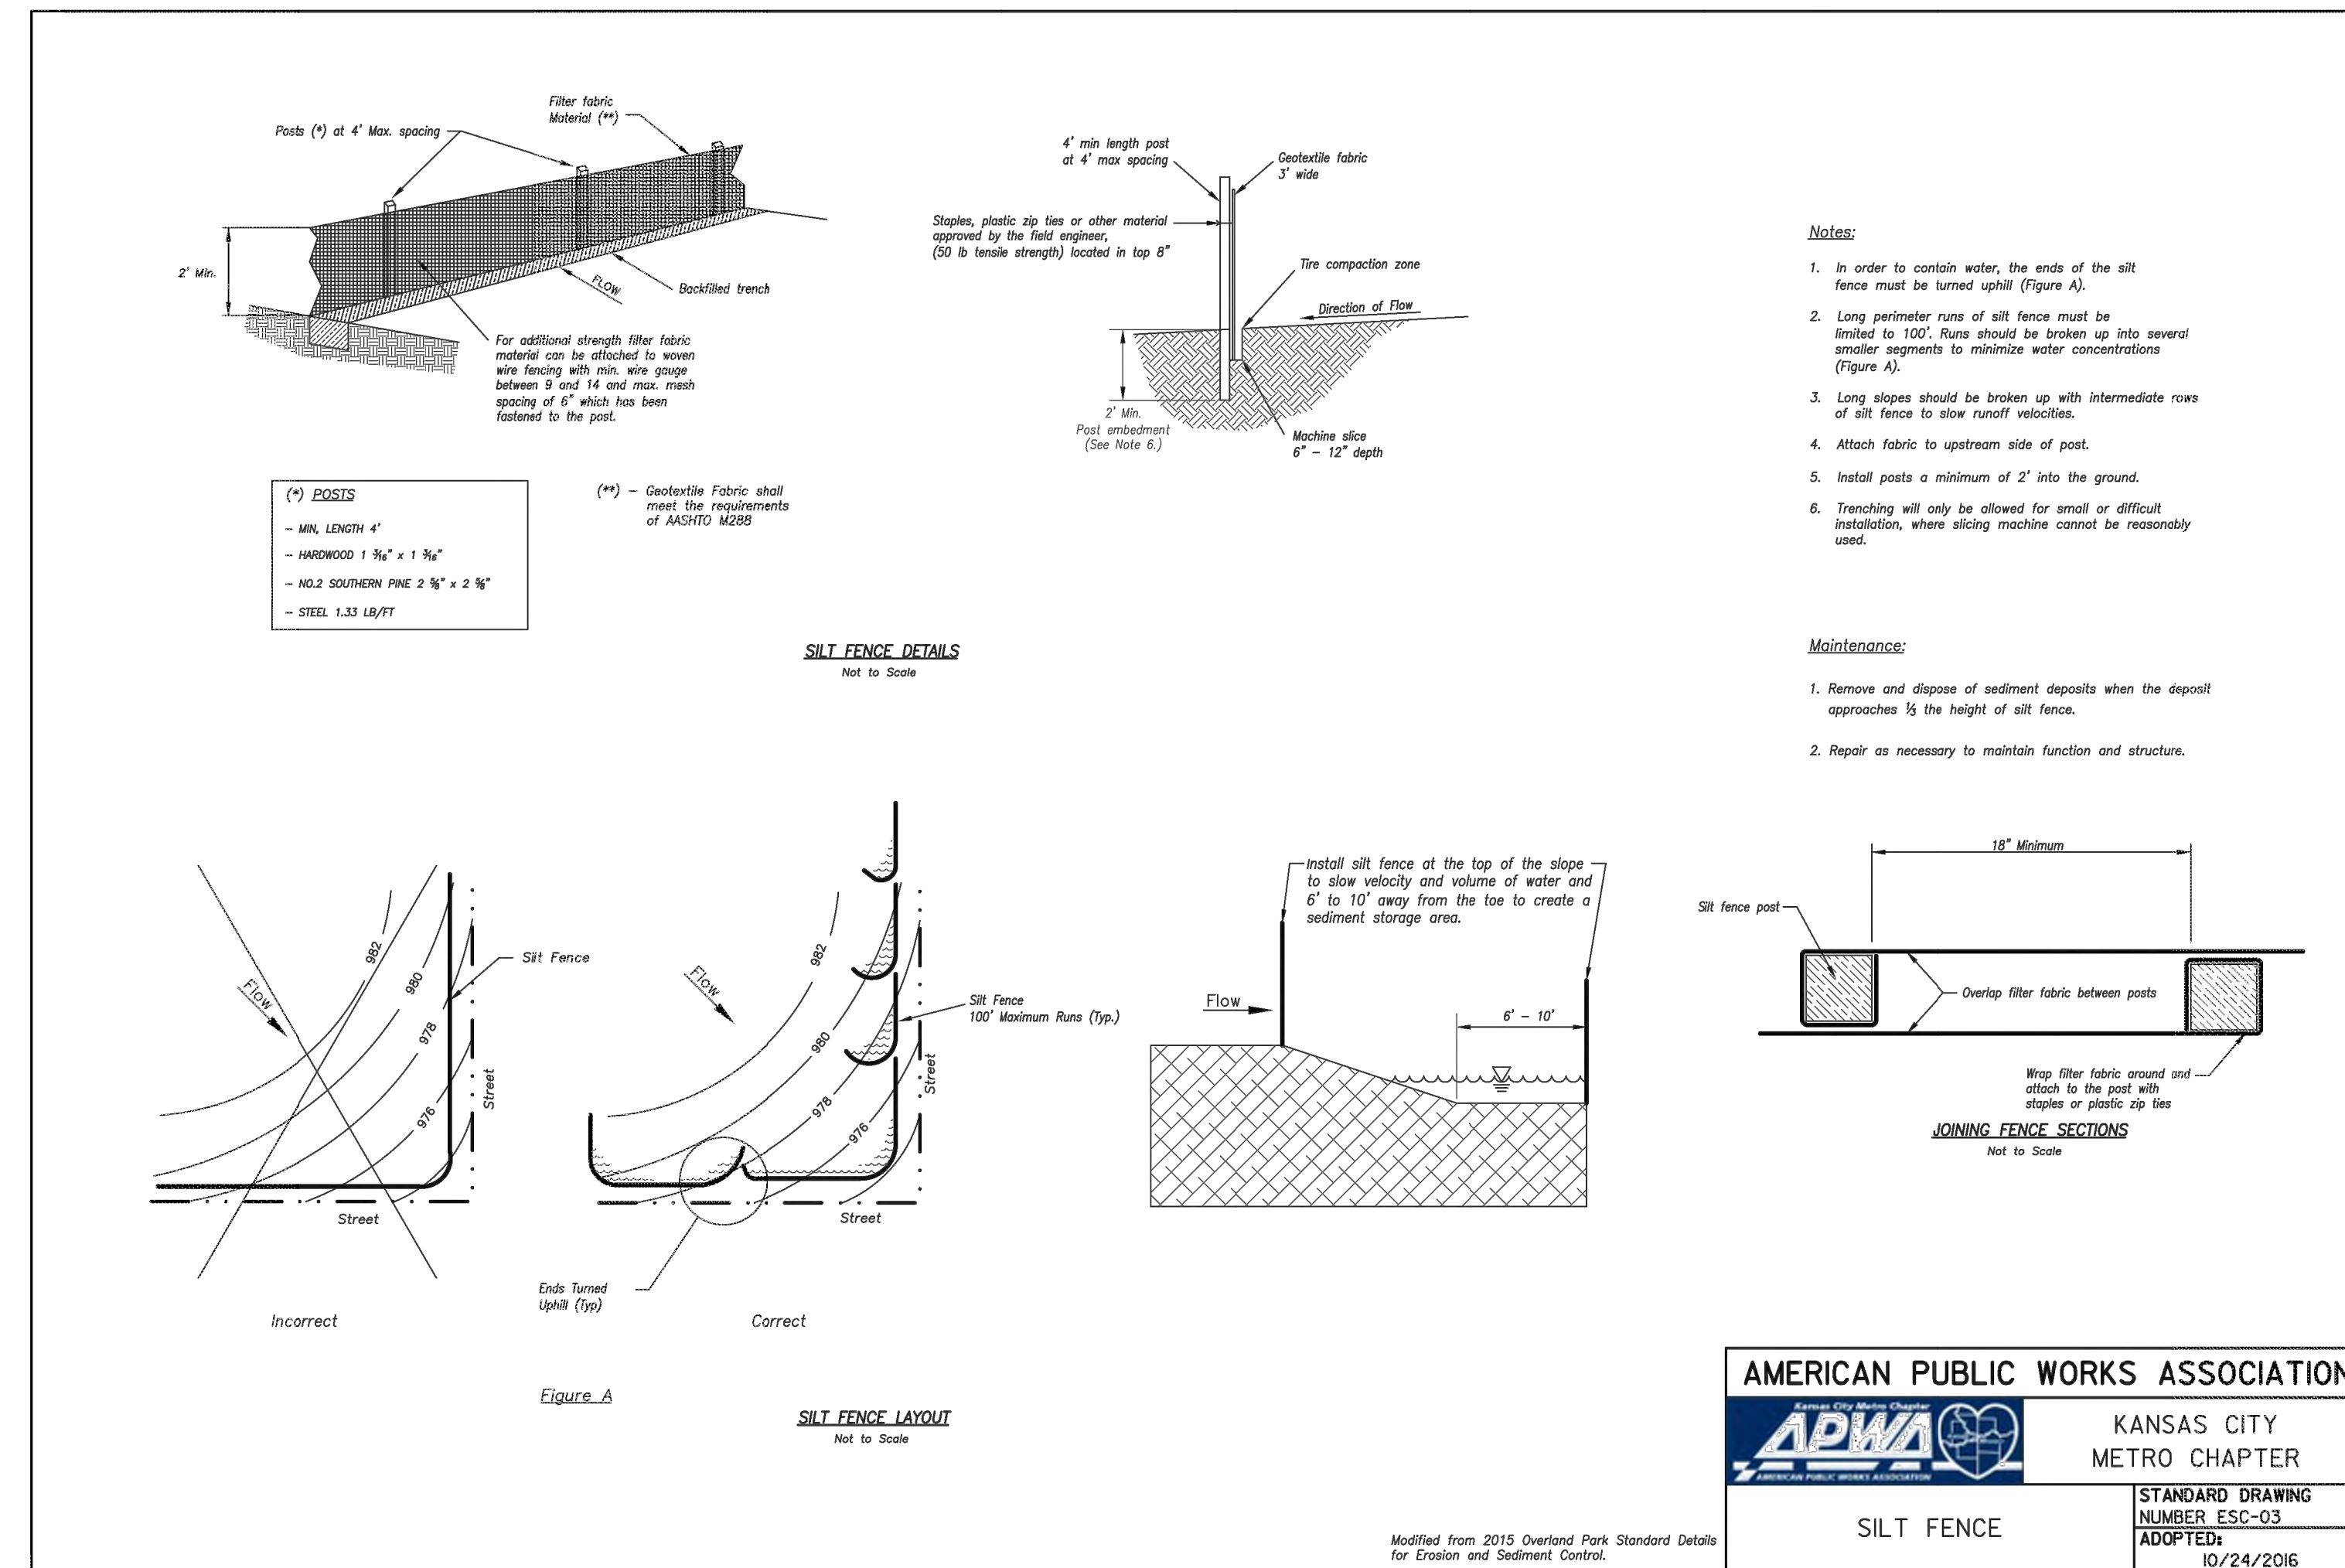 Filter fabric
Material (**)
Posts (*) at 4' Max. spacing
2' Min.
FLOW
Backfilled trench
For additional strength filter fabric
material can be attached to woven
wire fencing with min. wire gauge
between 9 and 14 and max. mesh
spacing of 6" which has been
fastened to the post.
(*) POSTS
- MIN, LENGTH 4'
- HARDWOOD 1 3/16" x 1 3/16"
- NO.2 SOUTHERN PINE 2 5/8" x 2 5/8"
- STEEL 1.33 LB/FT
(**) - Geotextile Fabric shall
meet the requirements
of AASHTO M288
4' min length post
at 4' max spacing
Geotextile fabric
3' wide
Staples, plastic zip ties or other material
approved by the field engineer,
(50 lb tensile strength) located in top 8"
Tire compaction zone
Direction of Flow
2' Min.
Post embedment
(See Note 6.)
Machine slice
6" - 12" depth
SILT FENCE DETAILS
Not to Scale
Notes:
1. In order to contain water, the ends of the silt
fence must be turned uphill (Figure A).
2. Long perimeter runs of silt fence must be
limited to 100'. Runs should be broken up into several
smaller segments to minimize water concentrations
(Figure A).
3. Long slopes should be broken up with intermediate rows
of silt fence to slow runoff velocities.
4. Attach fabric to upstream side of post.
5. Install posts a minimum of 2' into the ground.
6. Trenching will only be allowed for small or difficult
installation, where slicing machine cannot be reasonably
used.
Maintenance:
1. Remove and dispose of sediment deposits when the deposit
approaches 1/3 the height of silt fence.
2. Repair as necessary to maintain function and structure.
Flow
982
980
978
976
Silt Fence
Street
Street
Incorrect
Flow
982
980
978
976
Silt Fence
100' Maximum Runs (Typ.)
Street
Street
Ends Turned
Uphill (Typ)
Correct
Figure A
SILT FENCE LAYOUT
Not to Scale
Install silt fence at the top of the slope
to slow velocity and volume of water and
6' to 10' away from the toe to create a
sediment storage area.
Flow
6' - 10'
18" Minimum
Silt fence post
Overlap filter fabric between posts
Wrap filter fabric around and
attach to the post with
staples or plastic zip ties
JOINING FENCE SECTIONS
Not to Scale
Modified from 2015 Overland Park Standard Details
for Erosion and Sediment Control.
AMERICAN PUBLIC WORKS ASSOCIATION
Kansas City Metro Chapter
APWA
AMERICAN PUBLIC WORKS ASSOCIATION
KANSAS CITY
METRO CHAPTER
SILT FENCE
STANDARD DRAWING
NUMBER ESC-03
ADOPTED:
10/24/2016